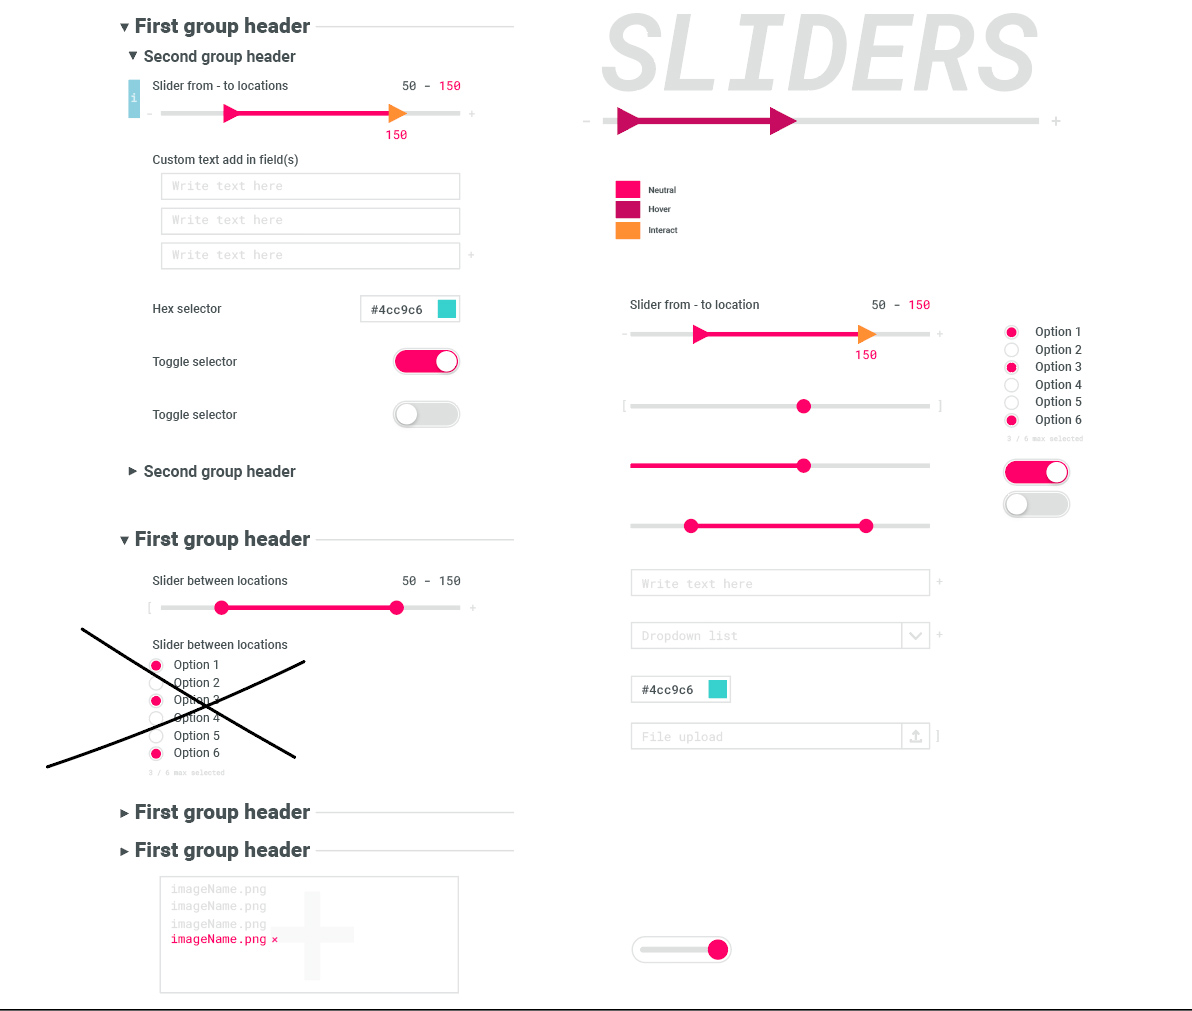 First group header
Second group header
i
Slider from - to locations 50 - 150
- +
150
Custom text add in field(s)
Write text here
Write text here
Write text here +
Hex selector #4cc9c6
Toggle selector
Toggle selector
Second group header
First group header
Slider between locations 50 - 150
[ +
Slider between locations
Option 1
Option 2
Option 3
Option 4
Option 5
Option 6
3 / 6 max selected
First group header
First group header
imageName.png
imageName.png
imageName.png
imageName.png ×
SLIDERS
- +
Neutral
Hover
Interact
Slider from - to location 50 - 150
- +
150
[ ]
Write text here +
Dropdown list +
#4cc9c6
File upload ]
Option 1
Option 2
Option 3
Option 4
Option 5
Option 6
3 / 6 max selected